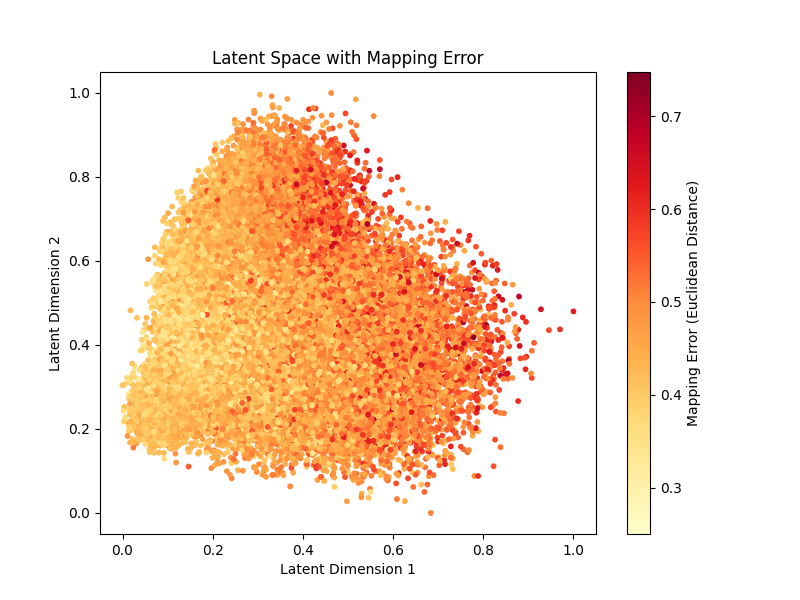 Latent Space with Mapping Error
1.0
0.8
0.6
0.4
0.2
0.0
Latent Dimension 2
0.0 0.2 0.4 0.6 0.8 1.0
Latent Dimension 1
0.7
0.6
0.5
0.4
0.3
Mapping Error (Euclidean Distance)